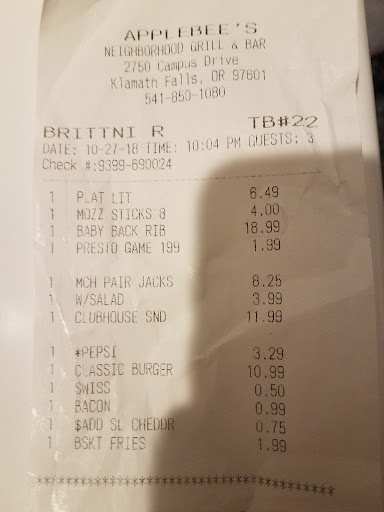 APPLEBEE'S
NEIGHBORHOOD GRILL & BAR
2750 Campus Drive
Klamath Falls, OR 97601
541-850-1080
BRITTNI R TB#22
DATE: 10-27-18 TIME: 10:04 PM GUESTS: 3
Check #:9399-690024
1 PLAT LIT 6.49
1 MOZZ STICKS 8 4.00
1 BABY BACK RIB 18.99
1 PRESTO GAME 199 1.99
1 MCH PAIR JACKS 8.25
1 W/SALAD 3.99
1 CLUBHOUSE SND 11.99
1 *PEPSI 3.29
1 CLASSIC BURGER 10.99
1 $WISS 0.50
1 BACON 0.99
1 $ADD SL CHEDDR 0.75
1 BSKT FRIES 1.99
************************************